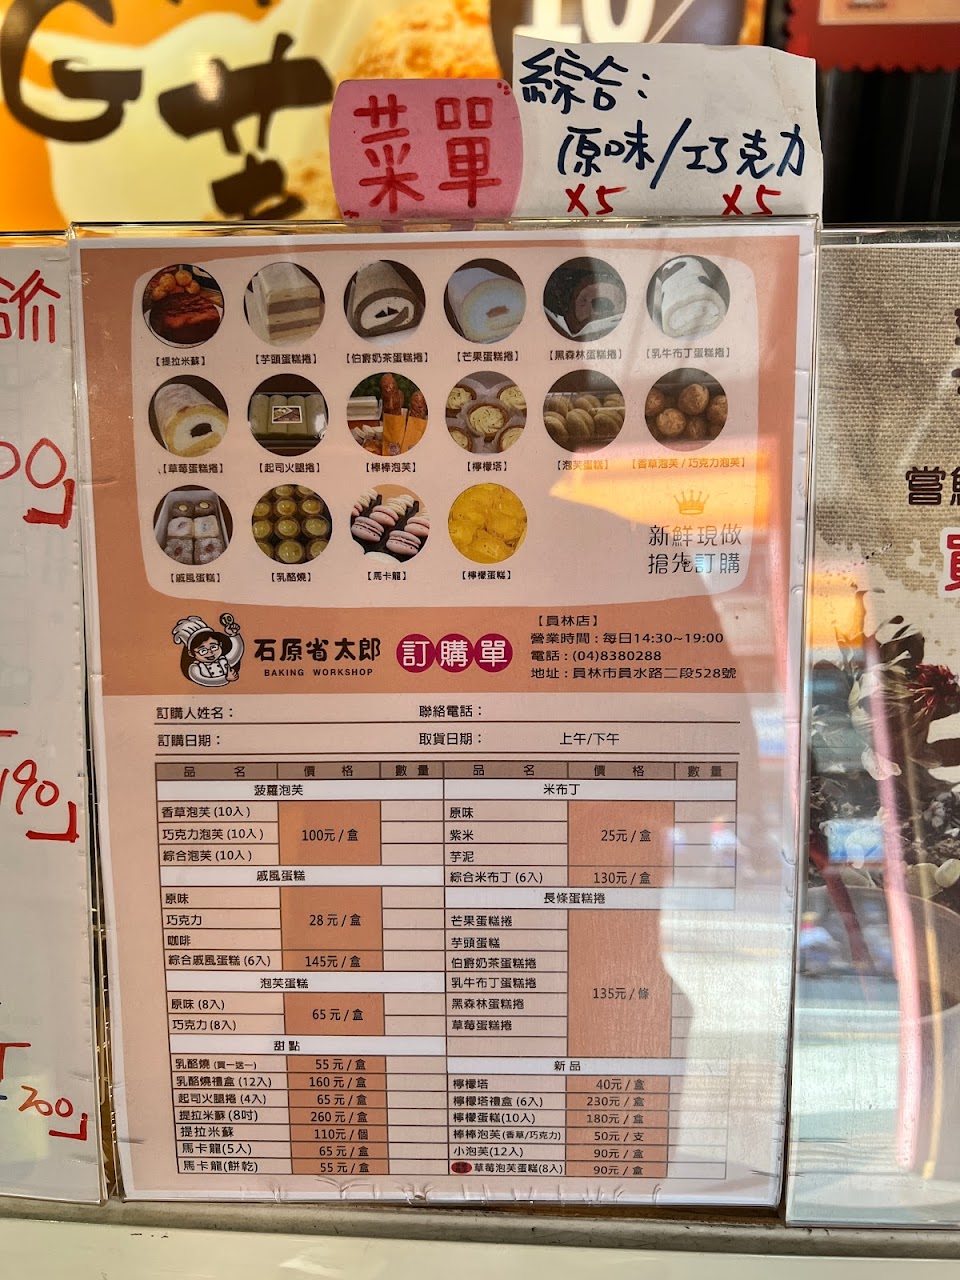 菜單
綜合:
原味/巧克力
x5 x5
【提拉米蘇】 【芋頭蛋糕捲】 【伯爵奶茶蛋糕捲】 【芒果蛋糕捲】 【黑森林蛋糕捲】 【乳牛布丁蛋糕捲】
【草莓蛋糕捲】 【起司火腿捲】 【棒棒泡芙】 【檸檬塔】 【泡芙蛋糕】 【香草泡芙/巧克力泡芙】
【戚風蛋糕】 【乳酪燒】 【馬卡龍】 【檸檬蛋糕】
新鮮現做
搶先訂購
石原省太郎
BAKING WORKSHOP
訂購單
【員林店】
營業時間:每日14:30~19:00
電話:(04)8380288
地址:員林市員水路二段528號
訂購人姓名: 聯絡電話:
訂購日期: 取貨日期: 上午/下午
品 名 價 格 數 量 品 名 價 格 數 量
菠蘿泡芙
香草泡芙(10入)
巧克力泡芙(10入) 100元/盒
綜合泡芙(10入)
戚風蛋糕
原味
巧克力 28元/盒
咖啡
綜合戚風蛋糕(6入) 145元/盒
泡芙蛋糕
原味(8入)
巧克力(8入) 65元/盒
甜點
乳酪燒(買一送一) 55元/盒
乳酪燒禮盒(12入) 160元/盒
起司火腿捲(4入) 65元/盒
提拉米蘇(8吋) 260元/盒
提拉米蘇 110元/個
馬卡龍(5入) 65元/盒
馬卡龍(餅乾) 55元/盒
米布丁
原味
紫米 25元/盒
芋泥
綜合米布丁(6入) 130元/盒
長條蛋糕捲
芒果蛋糕捲
芋頭蛋糕
伯爵奶茶蛋糕捲
乳牛布丁蛋糕捲 135元/條
黑森林蛋糕捲
草莓蛋糕捲
新品
檸檬塔 40元/盒
檸檬塔禮盒(6入) 230元/盒
檸檬蛋糕(10入) 180元/盒
棒棒泡芙(香草/巧克力) 50元/支
小泡芙(12入) 90元/盒
草莓泡芙蛋糕(8入) 90元/盒
190
200
嘗